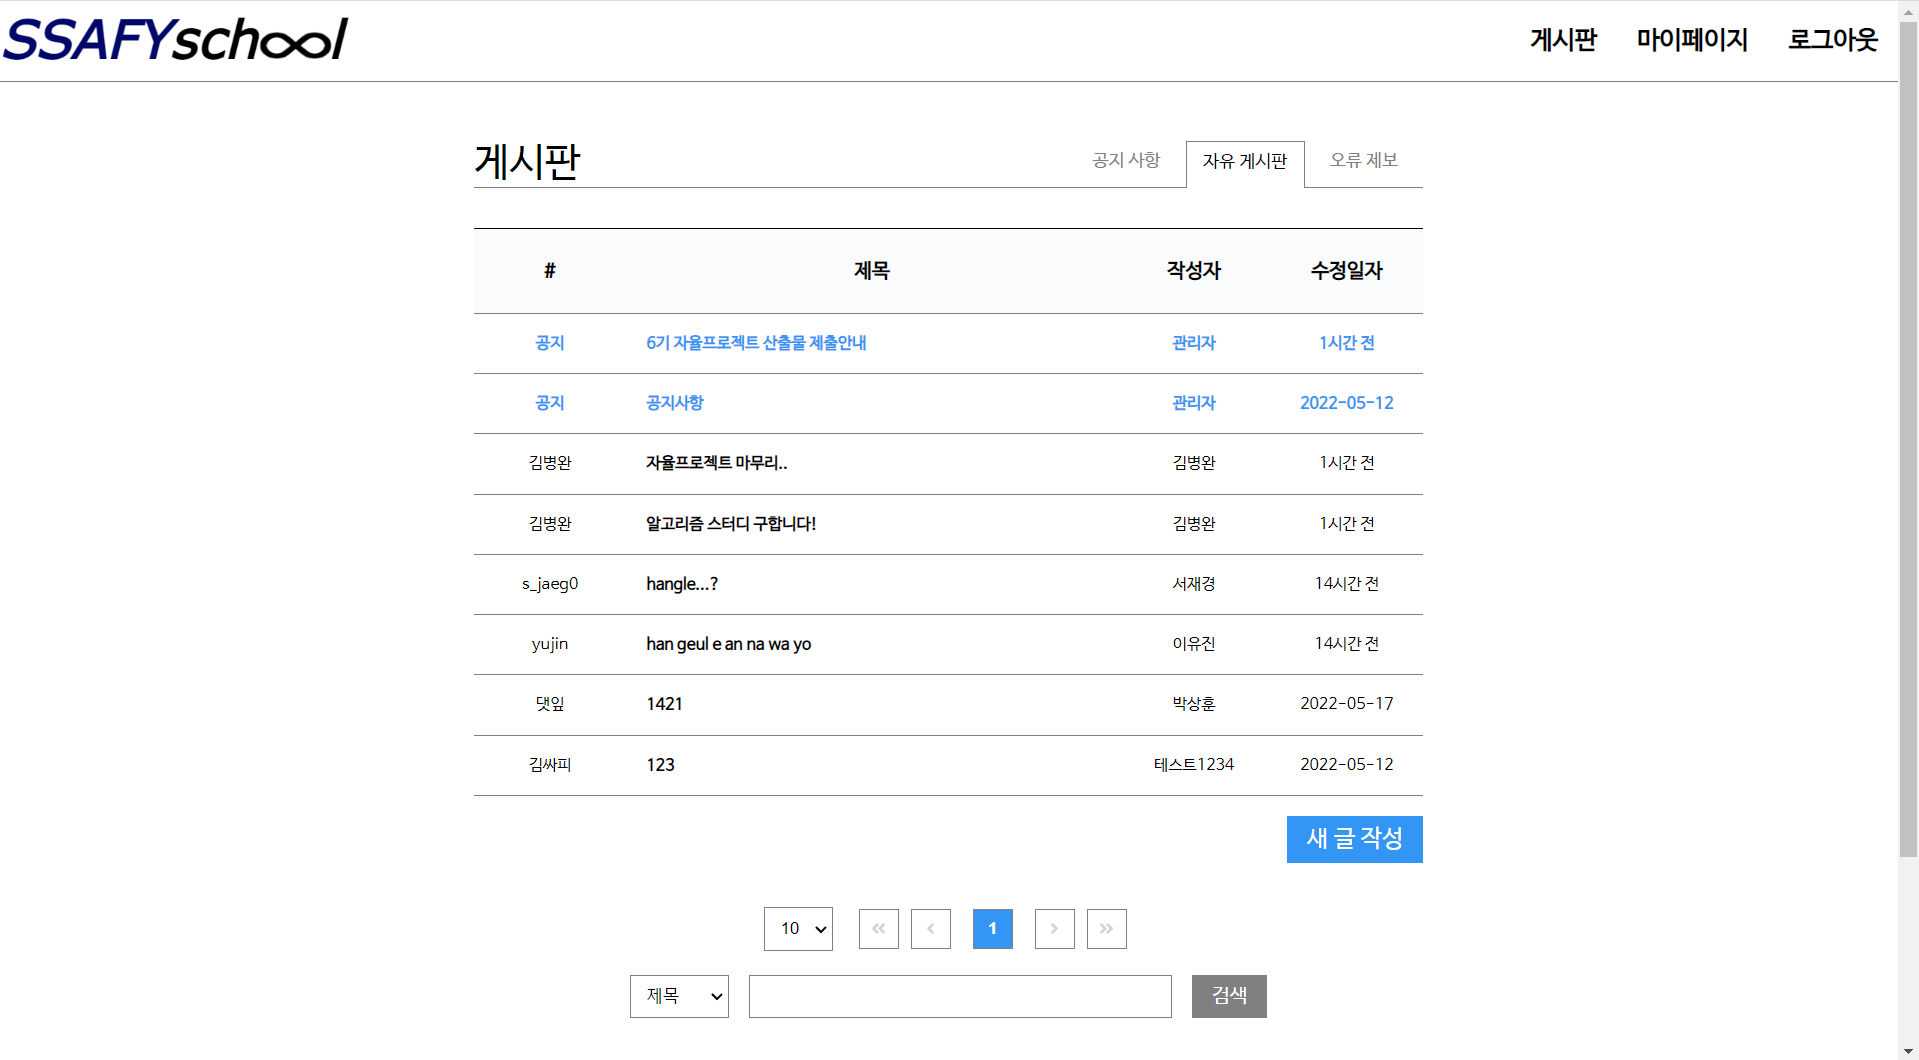 SSAFYschool 게시판 마이페이지 로그아웃
게시판 공지 사항 자유 게시판 오류 제보
# 제목 작성자 수정일자
공지 6기 자율프로젝트 산출물 제출안내 관리자 1시간 전
공지 공지사항 관리자 2022-05-12
김병완 자율프로젝트 마무리.. 김병완 1시간 전
김병완 알고리즘 스터디 구합니다! 김병완 1시간 전
s_jaeg0 hangle...? 서재경 14시간 전
yujin han geul e an na wa yo 이유진 14시간 전
댓잎 1421 박상훈 2022-05-17
김싸피 123 테스트1234 2022-05-12
새 글 작성
10 « ‹ 1 › »
제목 검색